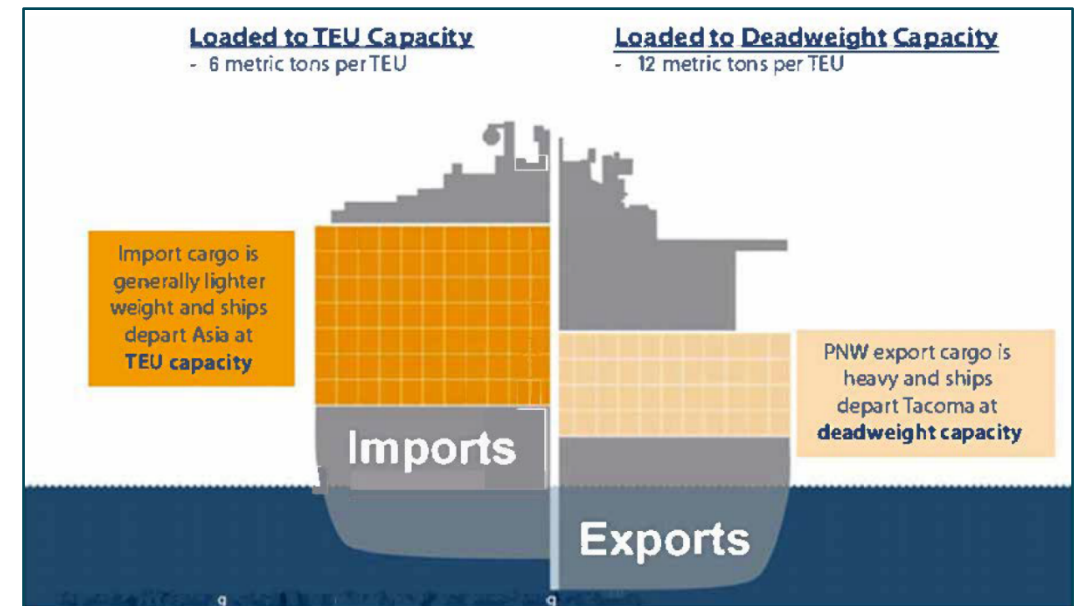 Loaded to TEU Capacity
- 6 metric tons per TEU
Loaded to Deadweight Capacity
- 12 metric tons per TEU
Import cargo is
generally lighter
weight and ships
depart Asia at
TEU capacity
PNW export cargo is
heavy and ships
depart Tacoma at
deadweight capacity
Imports
Exports